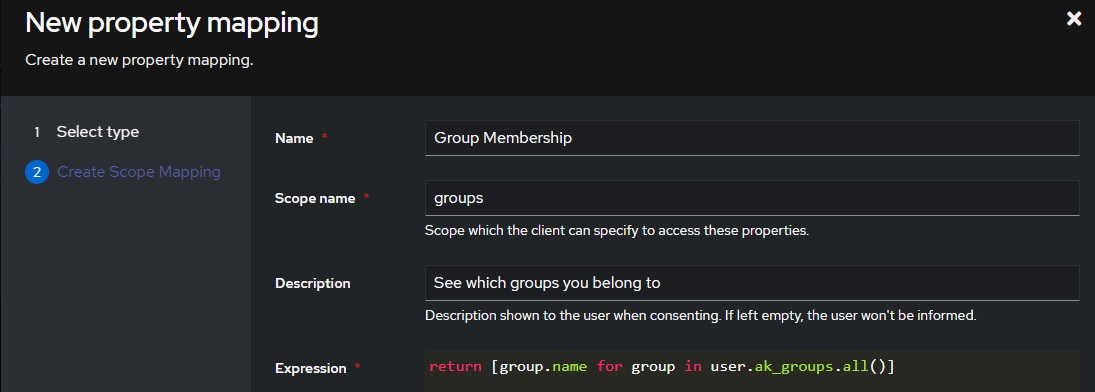 New property mapping
Create a new property mapping.
1 Select type
2 Create Scope Mapping
Name *
Group Membership
Scope name *
groups
Scope which the client can specify to access these properties.
Description
See which groups you belong to
Description shown to the user when consenting. If left empty, the user won't be informed.
Expression *
return [group.name for group in user.ak_groups.all()]